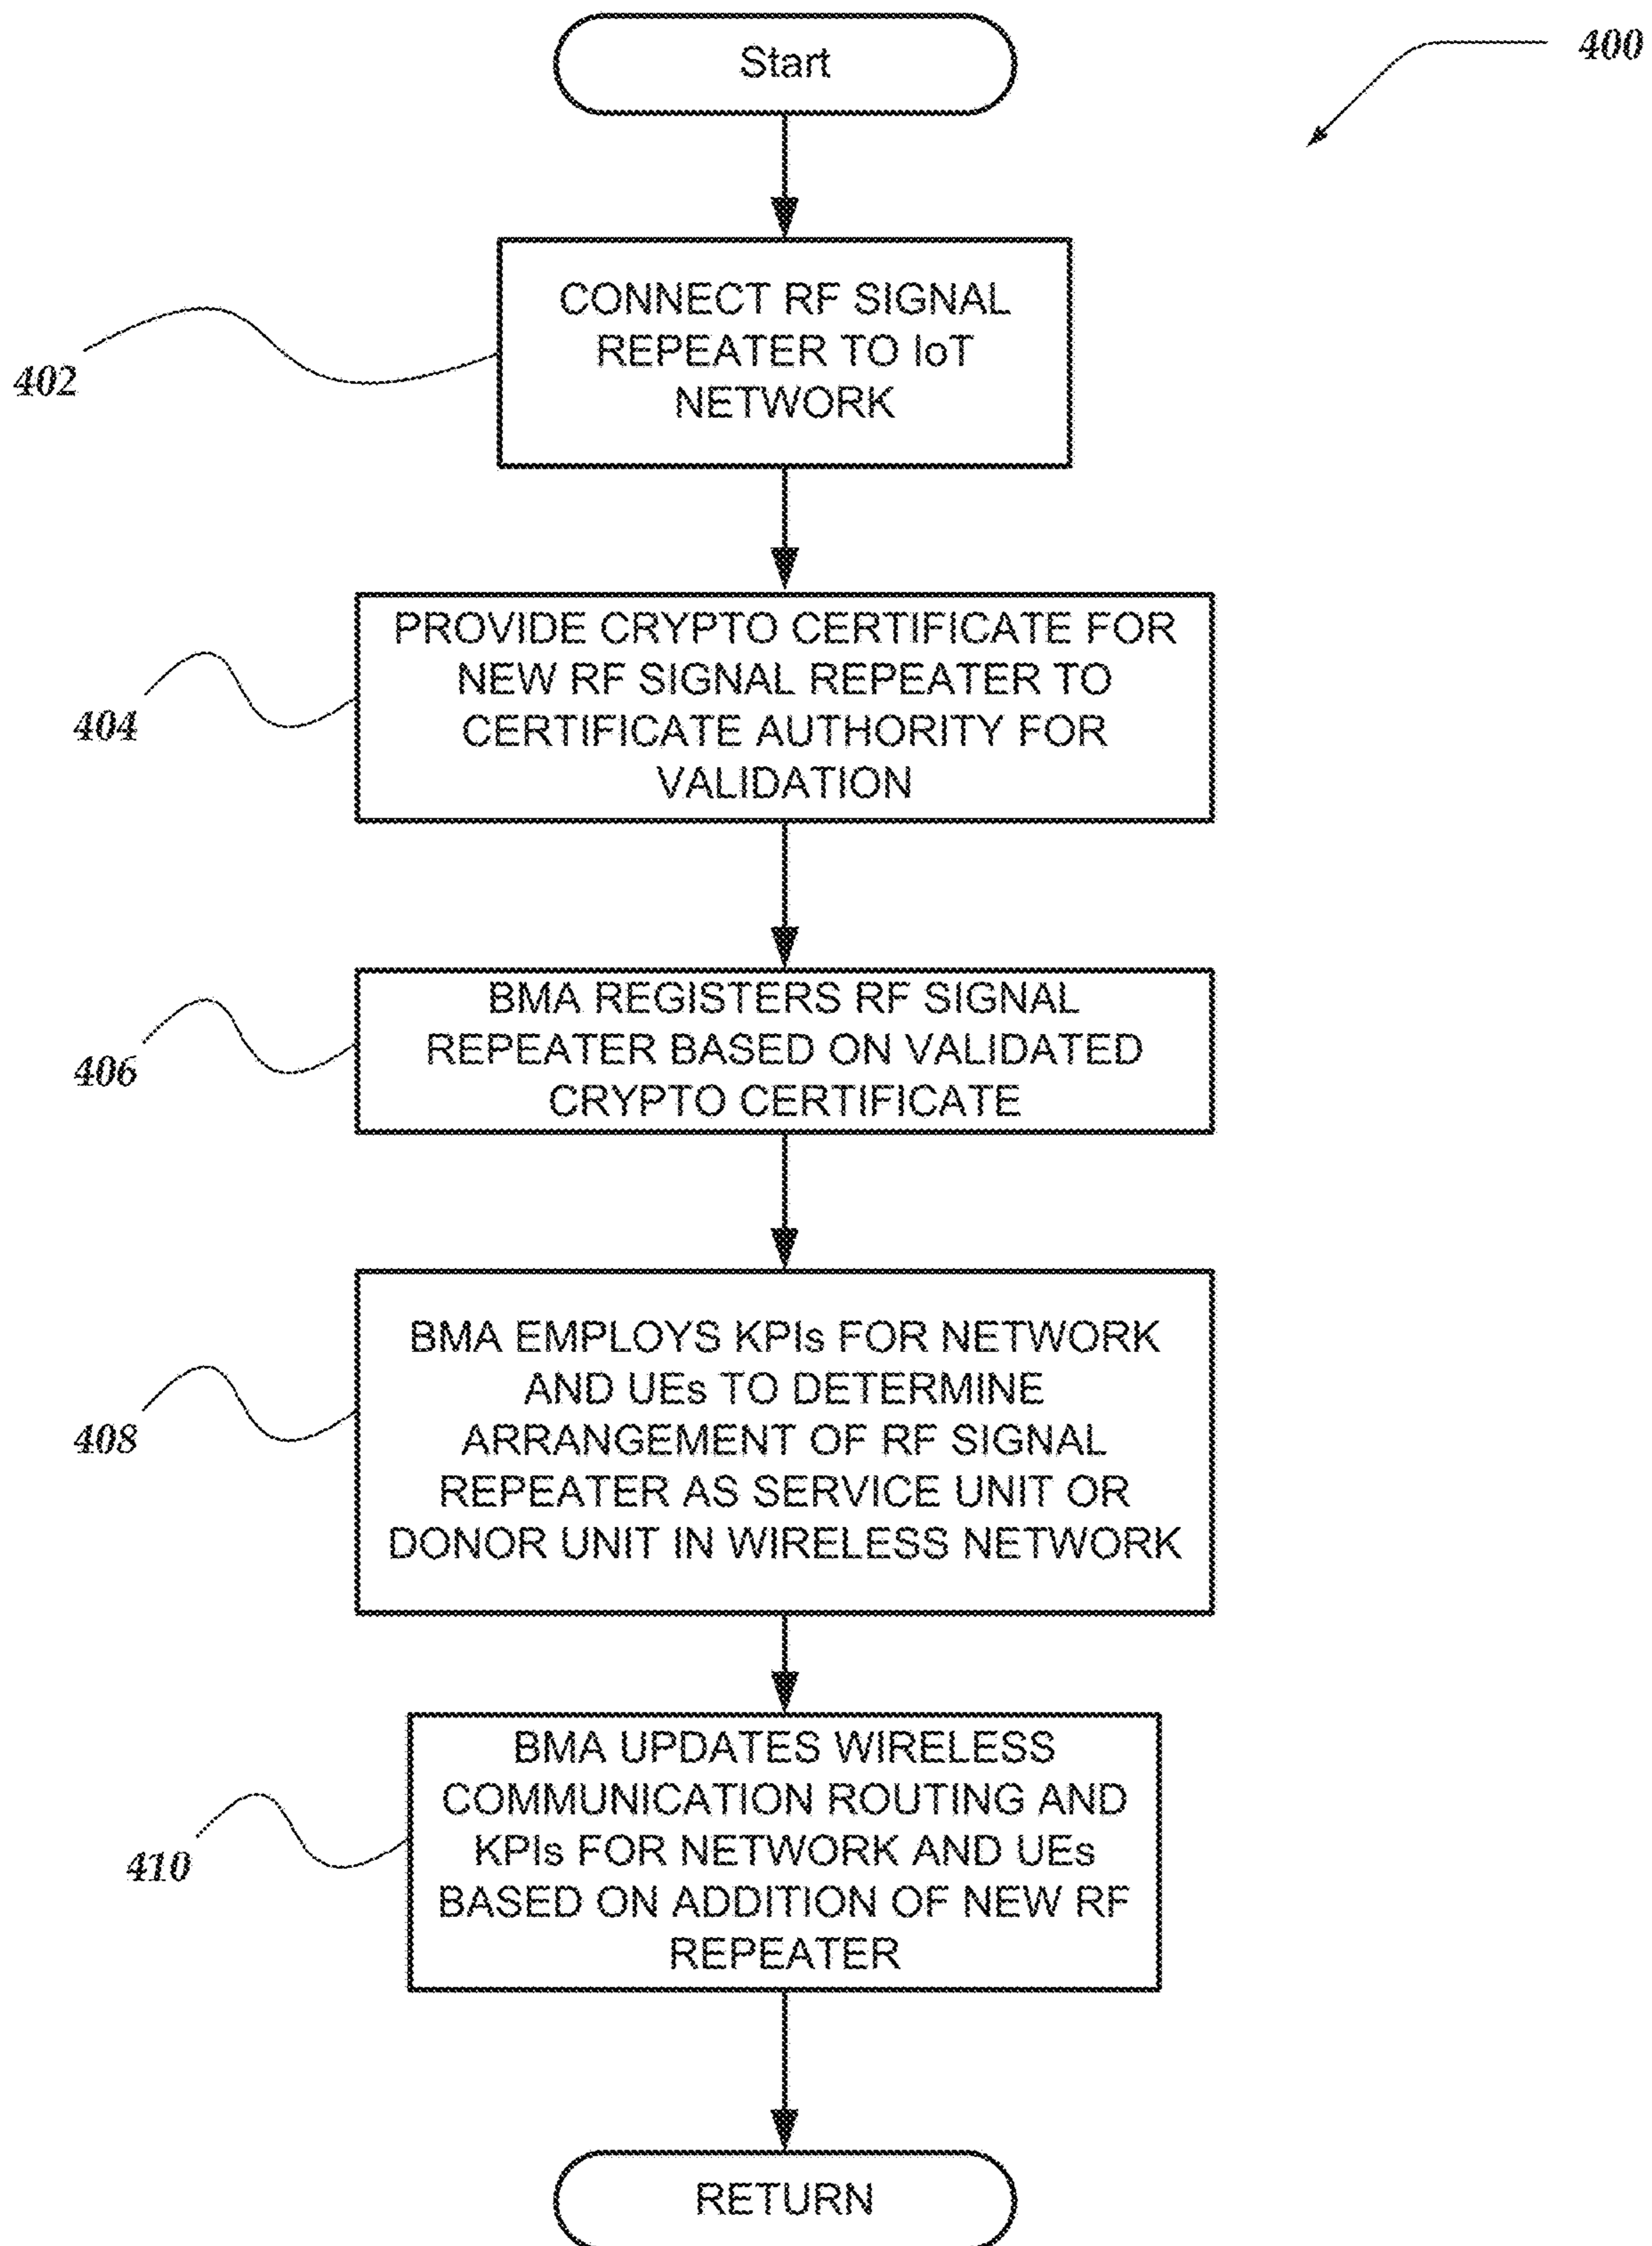 Start
400
CONNECT RF SIGNAL
REPEATER TO IoT
NETWORK
402
PROVIDE CRYPTO CERTIFICATE FOR
NEW RF SIGNAL REPEATER TO
CERTIFICATE AUTHORITY FOR
VALIDATION
404
BMA REGISTERS RF SIGNAL
REPEATER BASED ON VALIDATED
CRYPTO CERTIFICATE
406
BMA EMPLOYS KPIs FOR NETWORK
AND UEs TO DETERMINE
ARRANGEMENT OF RF SIGNAL
REPEATER AS SERVICE UNIT OR
DONOR UNIT IN WIRELESS NETWORK
408
BMA UPDATES WIRELESS
COMMUNICATION ROUTING AND
KPIs FOR NETWORK AND UEs
BASED ON ADDITION OF NEW RF
REPEATER
410
RETURN